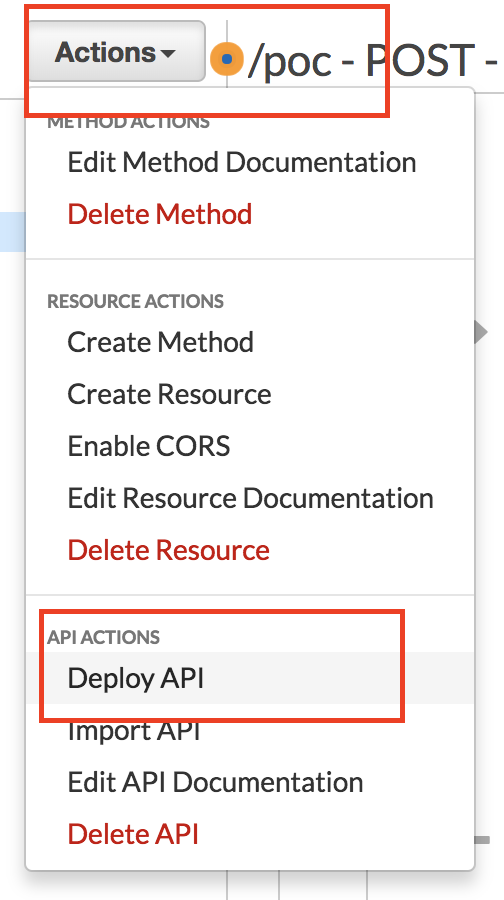 Actions /poc - POST -
METHOD ACTIONS
Edit Method Documentation
Delete Method
RESOURCE ACTIONS
Create Method
Create Resource
Enable CORS
Edit Resource Documentation
Delete Resource
API ACTIONS
Deploy API
Import API
Edit API Documentation
Delete API